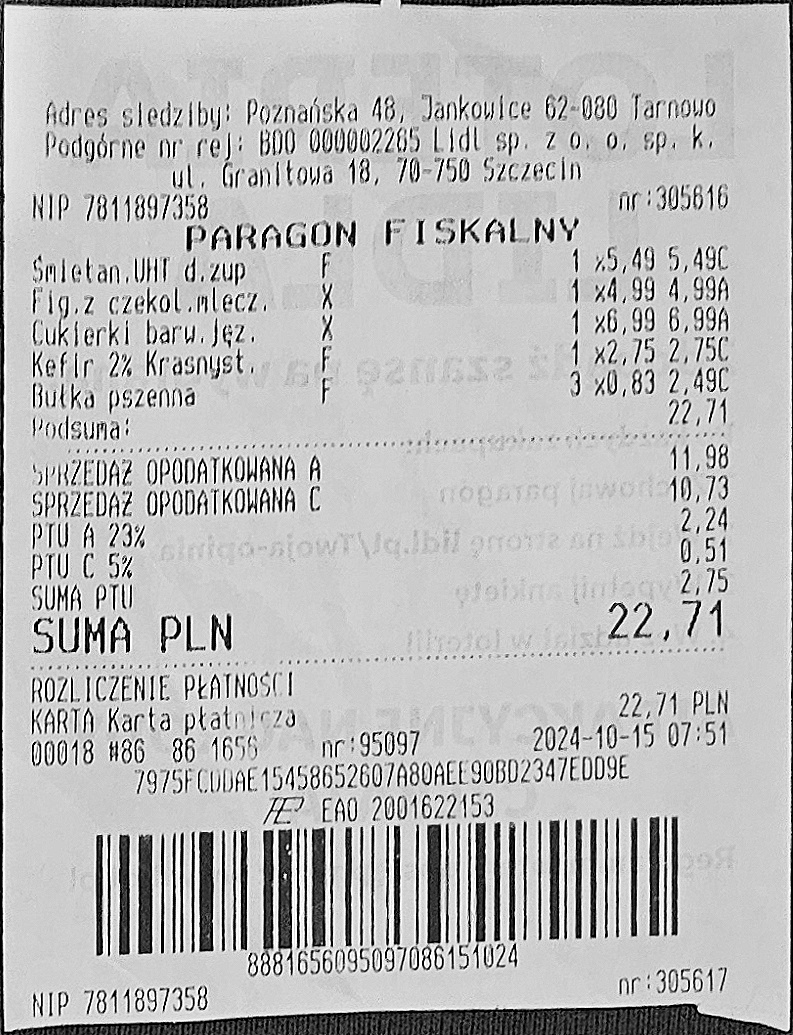 Adres siedziby: Poznańska 48, Jankowice 62-080 Tarnowo
Podgórne nr rej: BDO 000002265 Lidl sp. z o. o. sp. k.
ul. Granitowa 18, 70-750 Szczecin
NIP 7811897358 nr:305616
PARAGON FISKALNY
Śmietan.UHT d.zup F 1 x5,49 5,49C
Fig.z czekol.mlecz. X 1 x4,99 4,99A
Cukierki barw.jęz. X 1 x6,99 6,99A
Kefir 2% Krasnyst. F 1 x2,75 2,75C
Bułka pszenna F 3 x0,83 2,49C
Podsuma: 22,71
SPRZEDAŻ OPODATKOWANA A 11,98
SPRZEDAŻ OPODATKOWANA C 10,73
PTU A 23% 2,24
PTU C 5% 0,51
SUMA PTU 2,75
SUMA PLN 22,71
ROZLICZENIE PŁATNOŚCI
KARTA Karta płatnicza 22,71 PLN
00018 #86 86 1656 nr:95097 2024-10-15 07:51
EAO 2001622153
88816560950970861​51024
NIP 7811897358 nr:305617